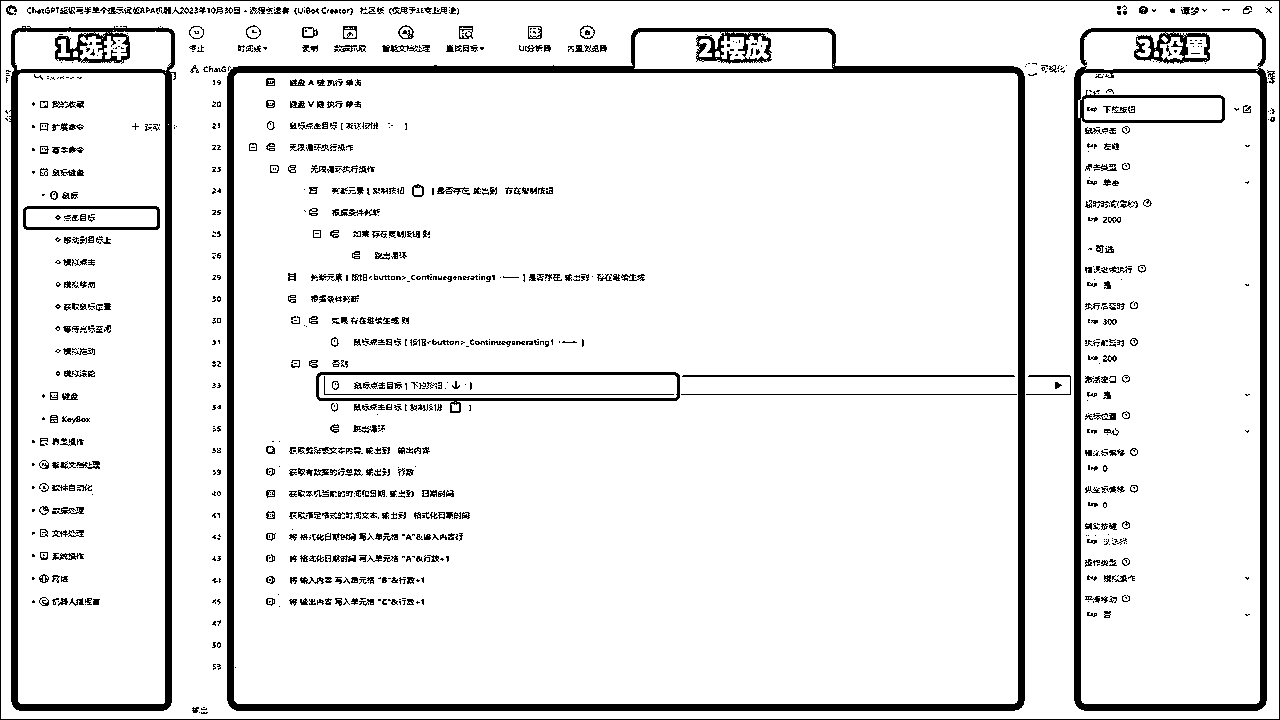 ChatGPT超级写手单个提示词版RPA机器人2023年10月30日 - 流程创造者（UiBot Creator） 社区版（仅用于非专业用途）
1.选择
停止
时间线
录制
数据抓取
智能文档处理
查找目标
UI分析器
内置浏览器
2.摆放
3.设置
ChatG
可视化
我的收藏
扩展命令
+ 获取
基本命令
鼠标键盘
鼠标
点击目标
移动到目标上
模拟点击
模拟移动
获取鼠标位置
等待光标空闲
模拟拖动
模拟滚轮
键盘
KeyBox
界面操作
智能文档处理
软件自动化
数据处理
文件处理
系统操作
网络
19 键盘 A 键 执行 单击
20 键盘 V 键 执行 单击
21 鼠标点击目标 [ 发送按钮 ]
22 无限循环执行操作
23 无限循环执行操作
24 判断元素 [ 复制按钮 ] 是否存在, 输出到 存在复制按钮
根据条件判断
25 如果 存在复制按钮 则
26 跳出循环
29 判断元素 [ 按钮<button>_Continuegenerating1 ] 是否存在, 输出到 存在继续生成
30 根据条件判断
30 如果 存在继续生成 则
31 鼠标点击目标 [ 按钮<button>_Continuegenerating1 ]
32 否则
33 鼠标点击目标 [ 下拉按钮 ]
34 鼠标点击目标 [ 复制按钮 ]
35 跳出循环
38 获取剪贴板文本内容, 输出到 输出内容
39 获取有数据的行总数, 输出到 行数
40 获取本机当前的时间和日期, 输出到 日期时间
41 获取指定格式的时间文本, 输出到 格式化日期时间
42 将 格式化日期时间 写入单元格 "A"&输入内容行
43 将 格式化日期时间 写入单元格 "A"&行数+1
44 将 输入内容 写入单元格 "B"&行数+1
45 将 输出内容 写入单元格 "C"&行数+1
47
50
53
输出
必选
目标
Exp 下拉按钮
鼠标点击
Exp 左键
点击类型
Exp 单击
超时时间(毫秒)
Exp 2000
可选
错误继续执行
Exp 是
执行后延时
Exp 300
执行前延时
Exp 200
激活窗口
Exp 是
光标位置
Exp 中心
横坐标偏移
Exp 0
纵坐标偏移
Exp 0
辅助按键
Exp
操作类型
Exp 模拟操作
平滑移动
Exp 否